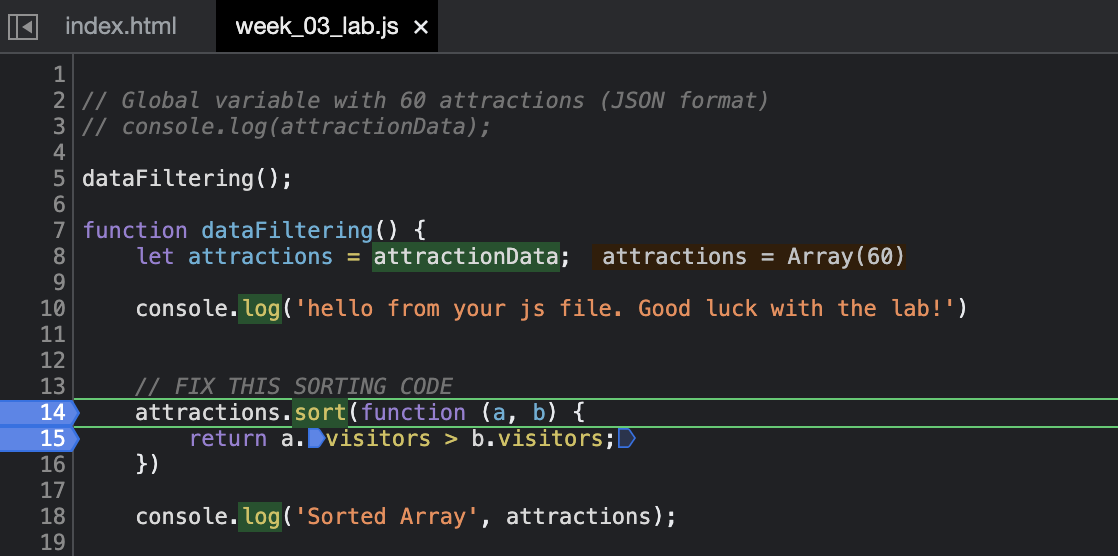 index.html week_03_lab.js ×
1
2 // Global variable with 60 attractions (JSON format)
3 // console.log(attractionData);
4
5 dataFiltering();
6
7 function dataFiltering() {
8 let attractions = attractionData; attractions = Array(60)
9
10 console.log('hello from your js file. Good luck with the lab!')
11
12
13 // FIX THIS SORTING CODE
14 attractions.sort(function (a, b) {
15 return a.visitors > b.visitors;
16 })
17
18 console.log('Sorted Array', attractions);
19